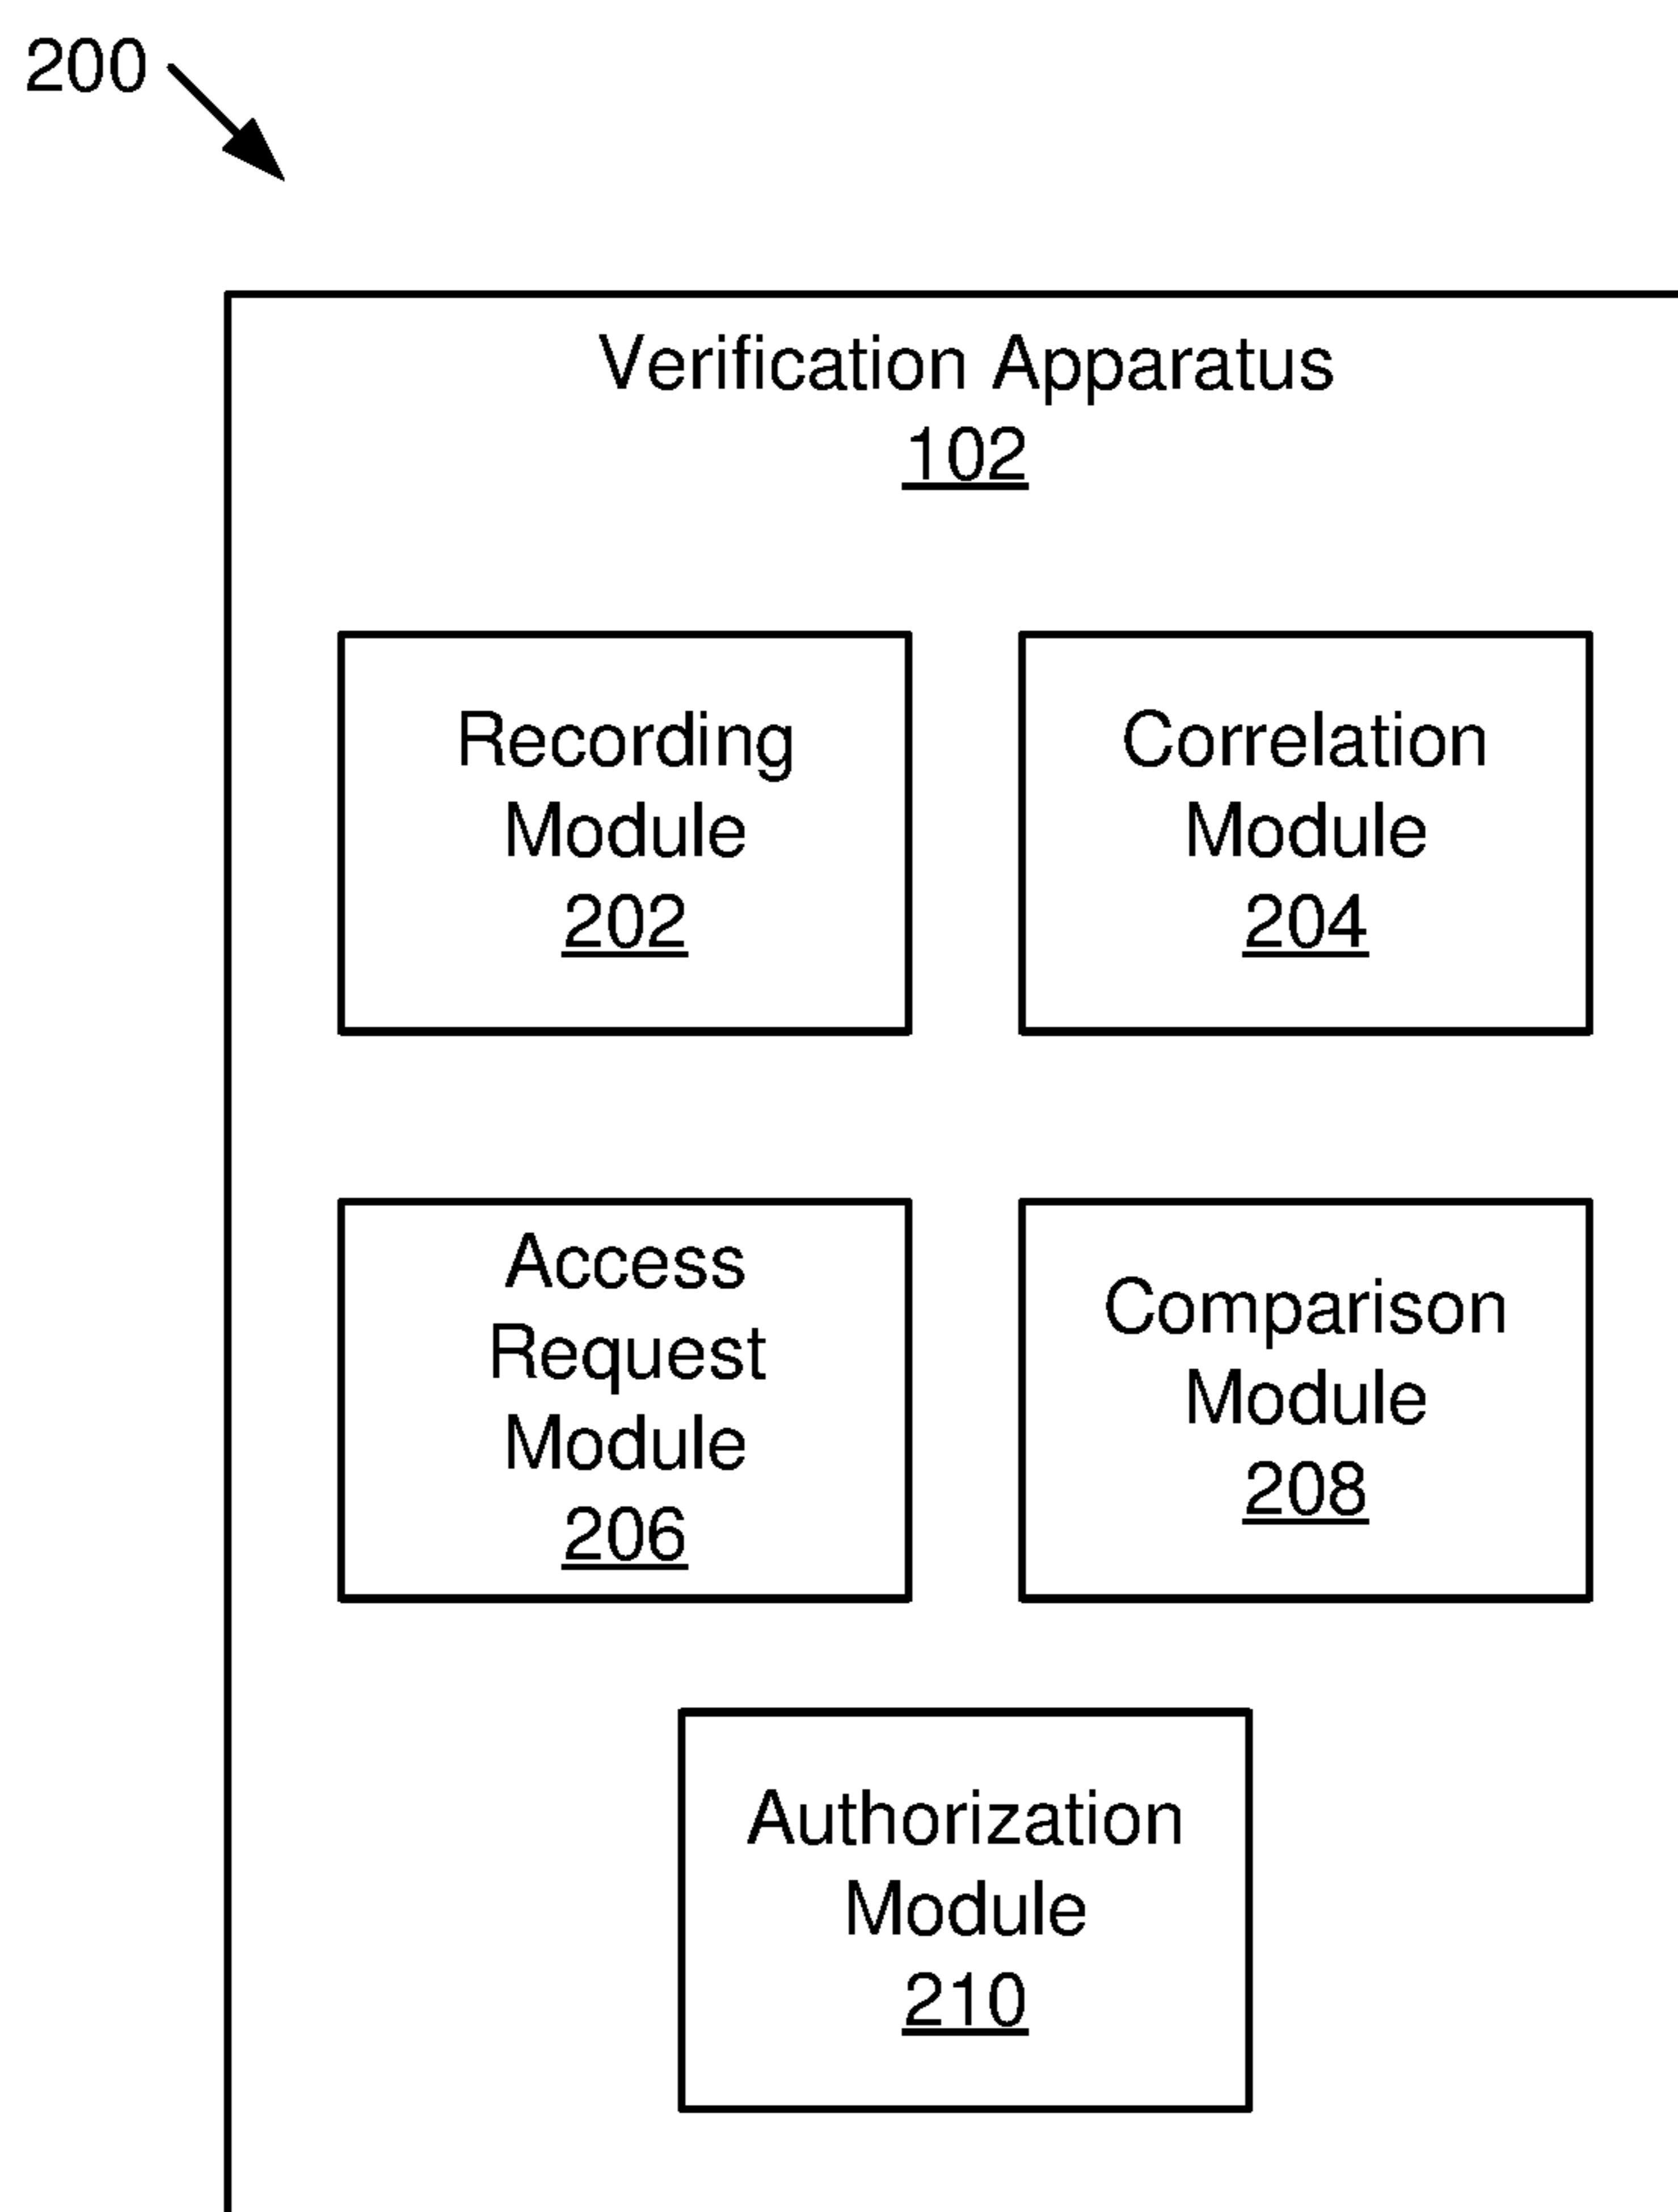 200
Verification Apparatus
102
Recording
Module
202
Correlation
Module
204
Access
Request
Module
206
Comparison
Module
208
Authorization
Module
210